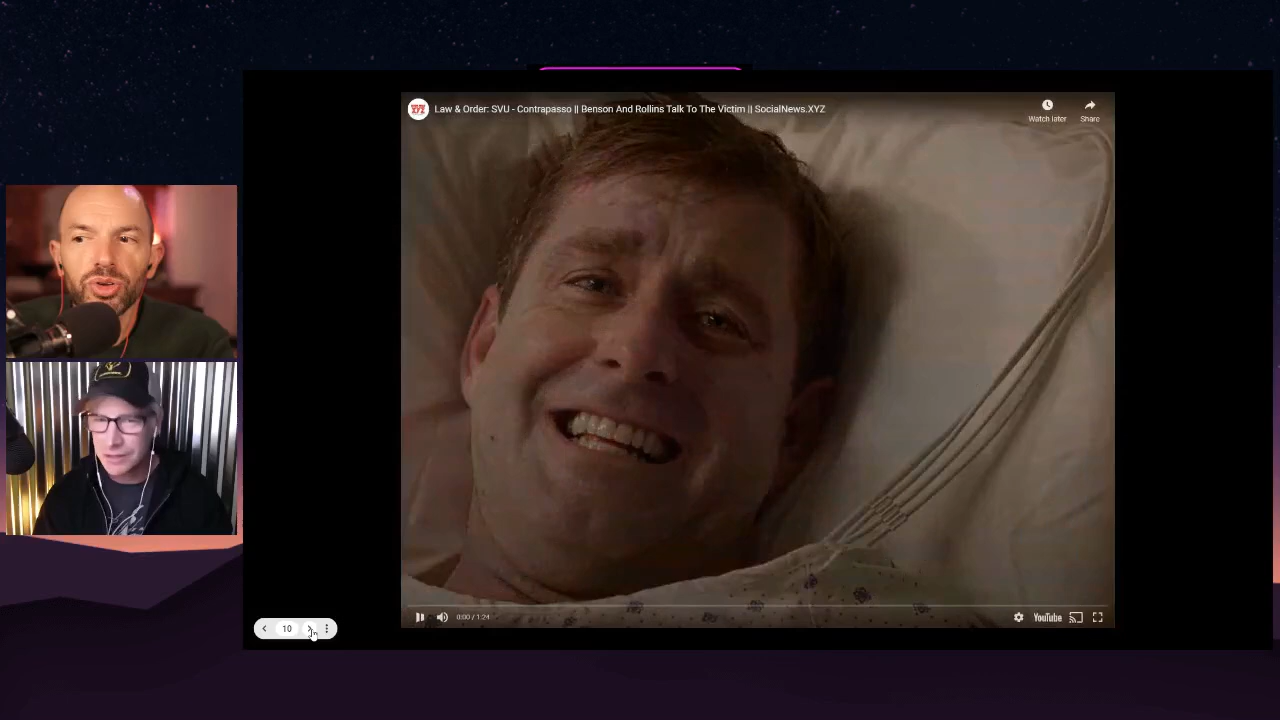 Law & Order: SVU - Contrapasso || Benson And Rollins Talk To The Victim || SocialNews.XYZ
Watch later
Share
0:00 / 1:24
YouTube
10